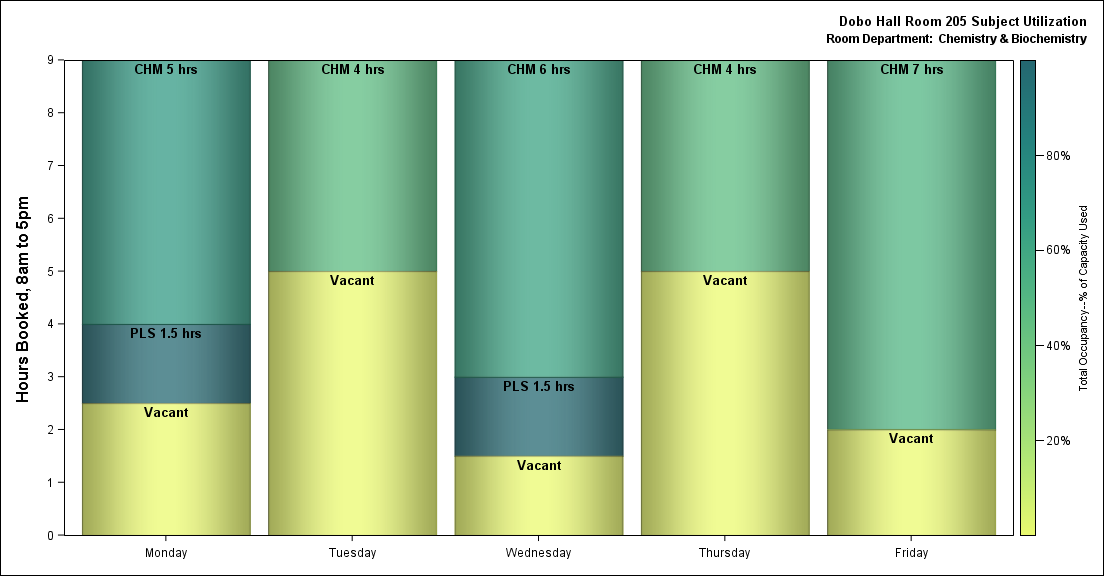 Dobo Hall Room 205 Subject Utilization
Room Department: Chemistry & Biochemistry
Hours Booked, 8am to 5pm
9
8
7
6
5
4
3
2
1
0
CHM 5 hrs
PLS 1.5 hrs
Vacant
CHM 4 hrs
Vacant
CHM 6 hrs
PLS 1.5 hrs
Vacant
CHM 4 hrs
Vacant
CHM 7 hrs
Vacant
Monday
Tuesday
Wednesday
Thursday
Friday
80%
60%
40%
20%
Total Occupancy--% of Capacity Used